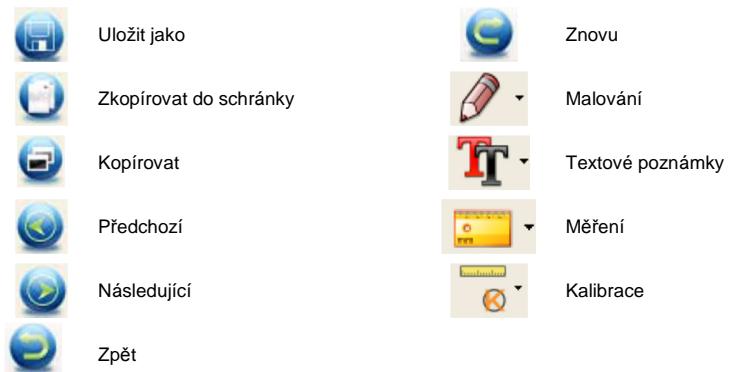 Uložit jako
Zkopírovat do schránky
Kopírovat
Předchozí
Následující
Zpět
Znovu
Malování
Textové poznámky
Měření
Kalibrace